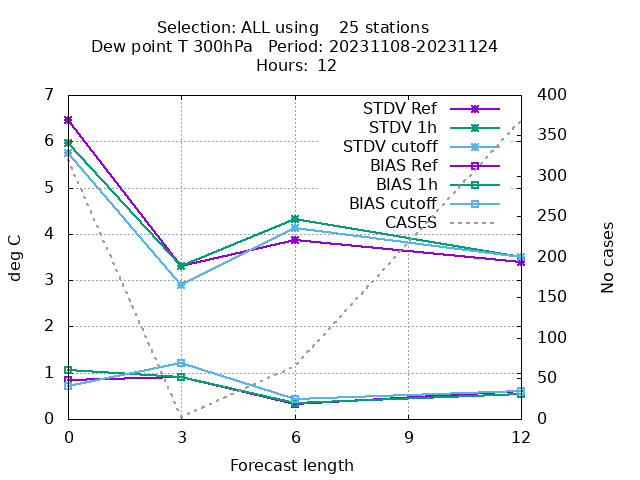 Selection: ALL using    25 stations
Dew point T 300hPa   Period: 20231108-20231124
Hours: 12
STDV Ref
STDV 1h
STDV cutoff
BIAS Ref
BIAS 1h
BIAS cutoff
CASES
deg C
7
6
5
4
3
2
1
0
400
350
300
250
200
150
100
50
0
No cases
0 3 6 9 12
Forecast length